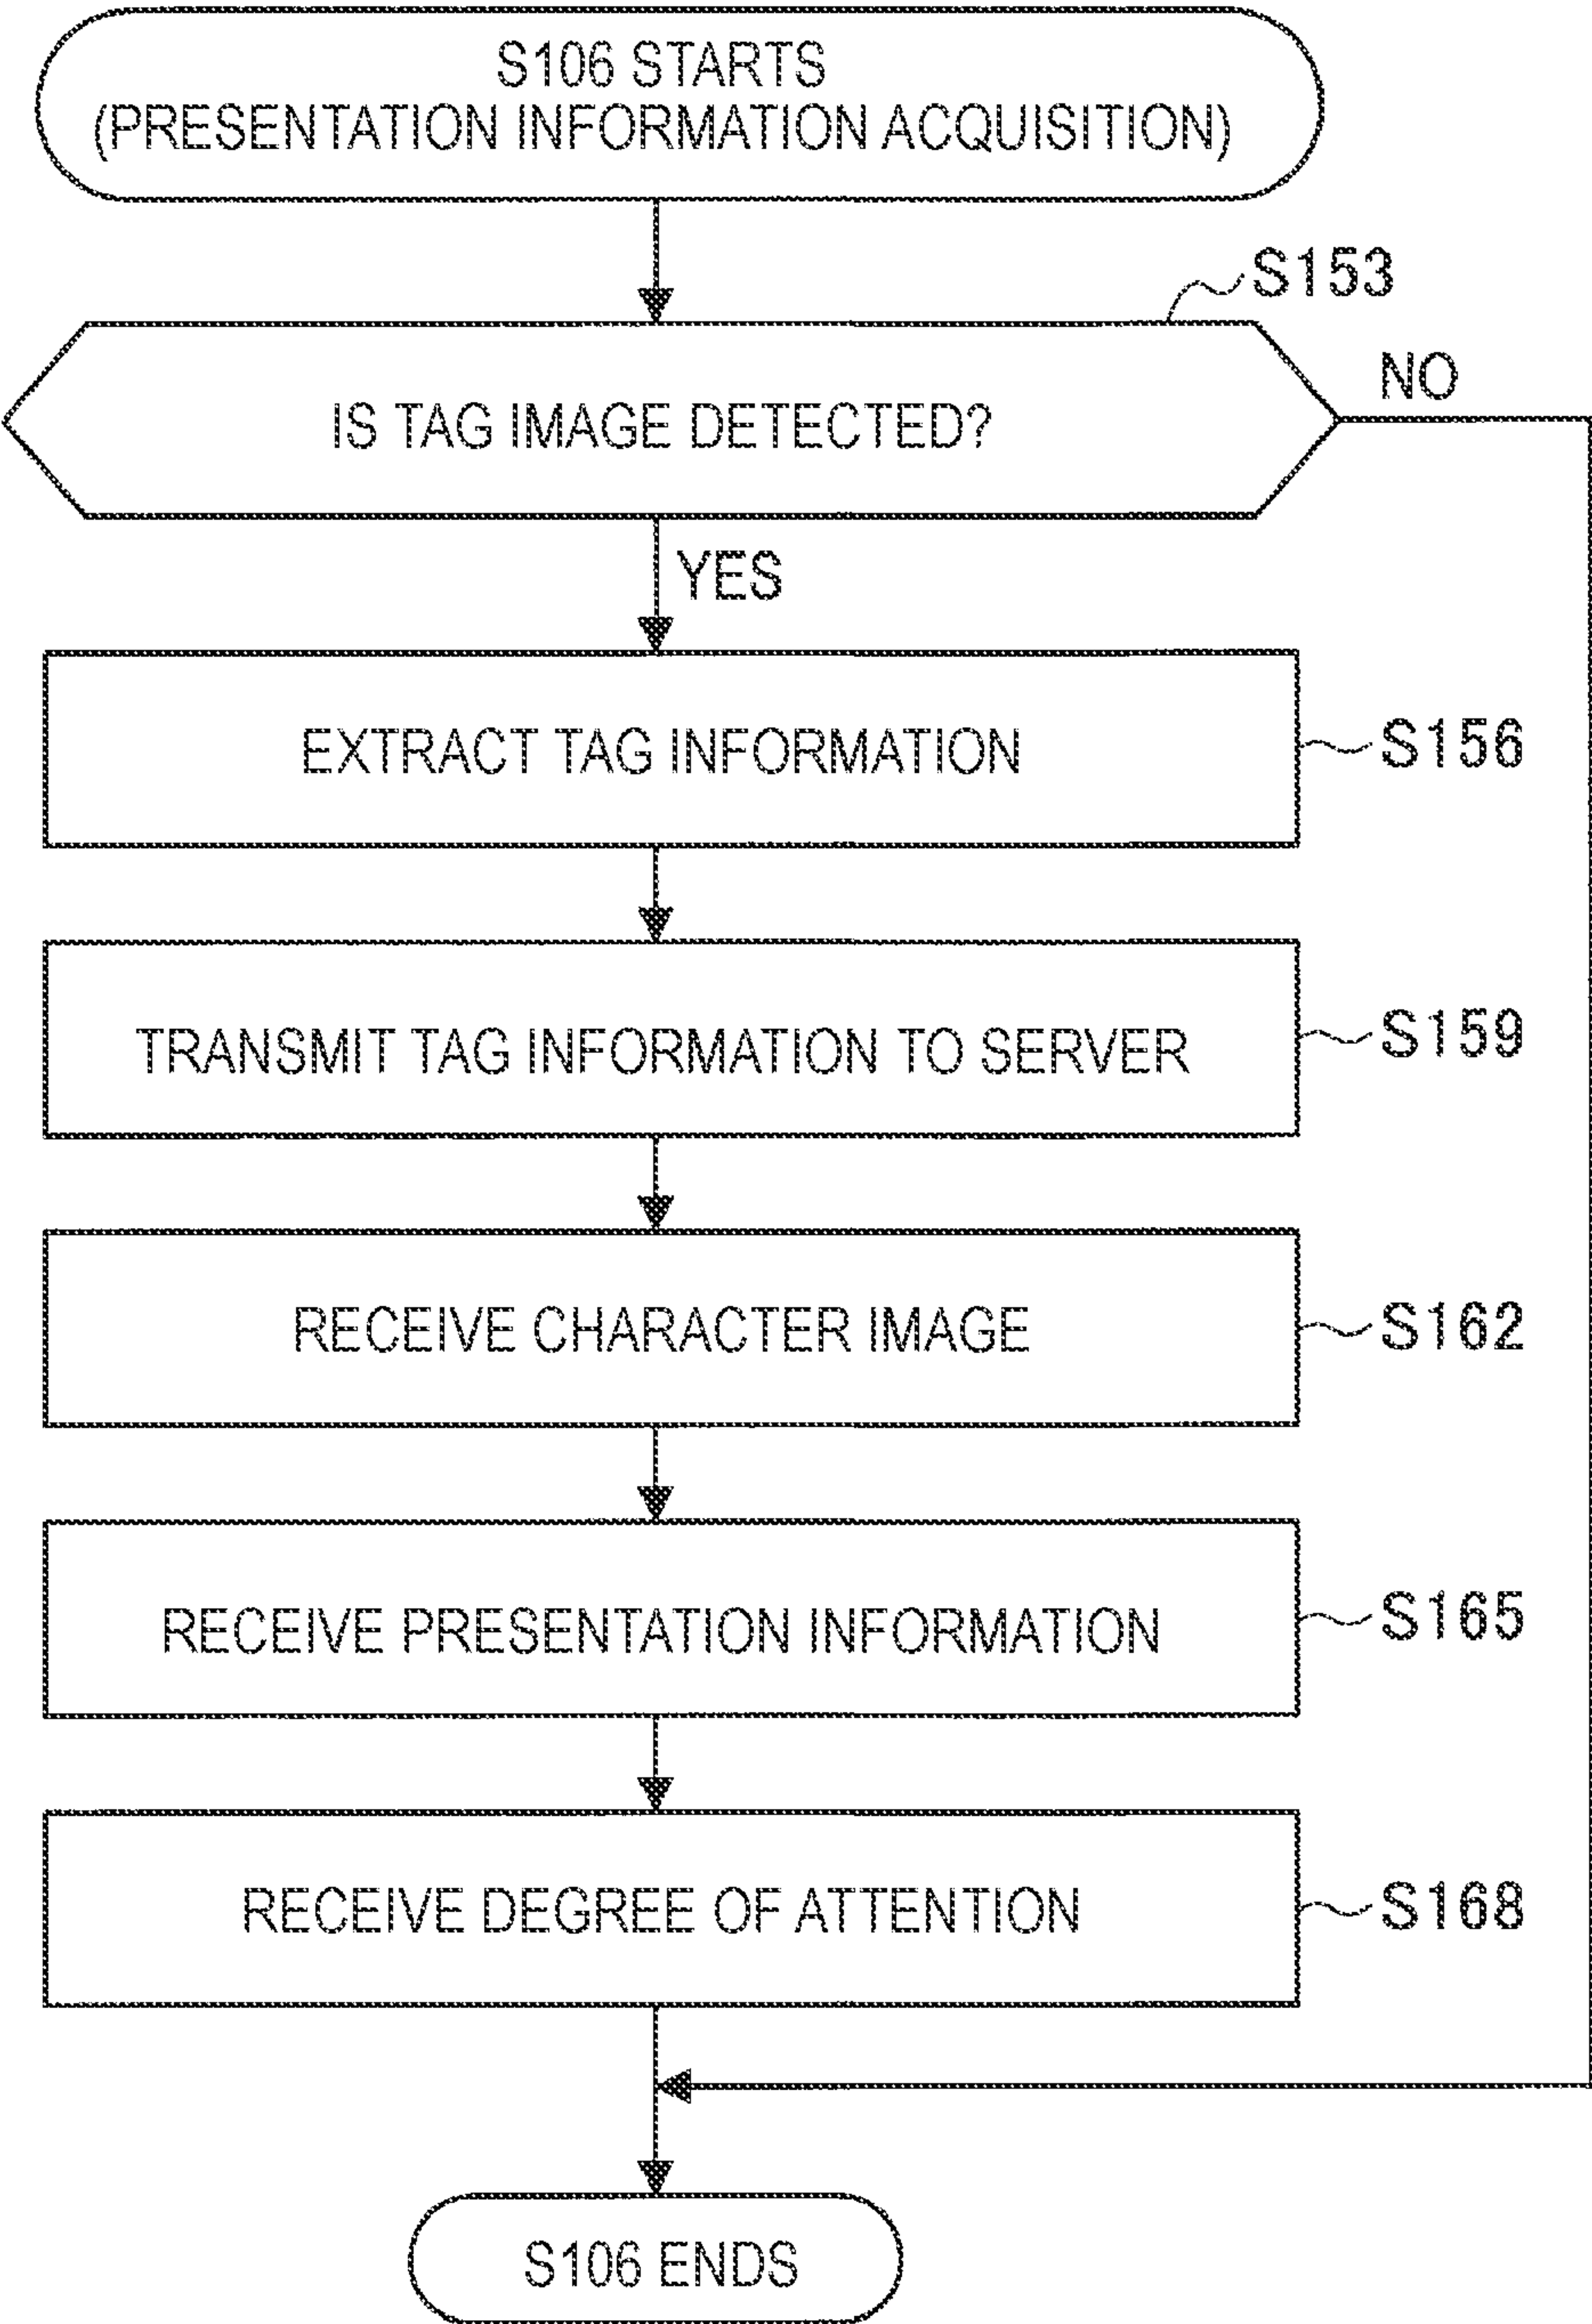 S106 STARTS
(PRESENTATION INFORMATION ACQUISITION)
S153
IS TAG IMAGE DETECTED?
NO
YES
EXTRACT TAG INFORMATION
S156
TRANSMIT TAG INFORMATION TO SERVER
S159
RECEIVE CHARACTER IMAGE
S162
RECEIVE PRESENTATION INFORMATION
S165
RECEIVE DEGREE OF ATTENTION
S168
S106 ENDS